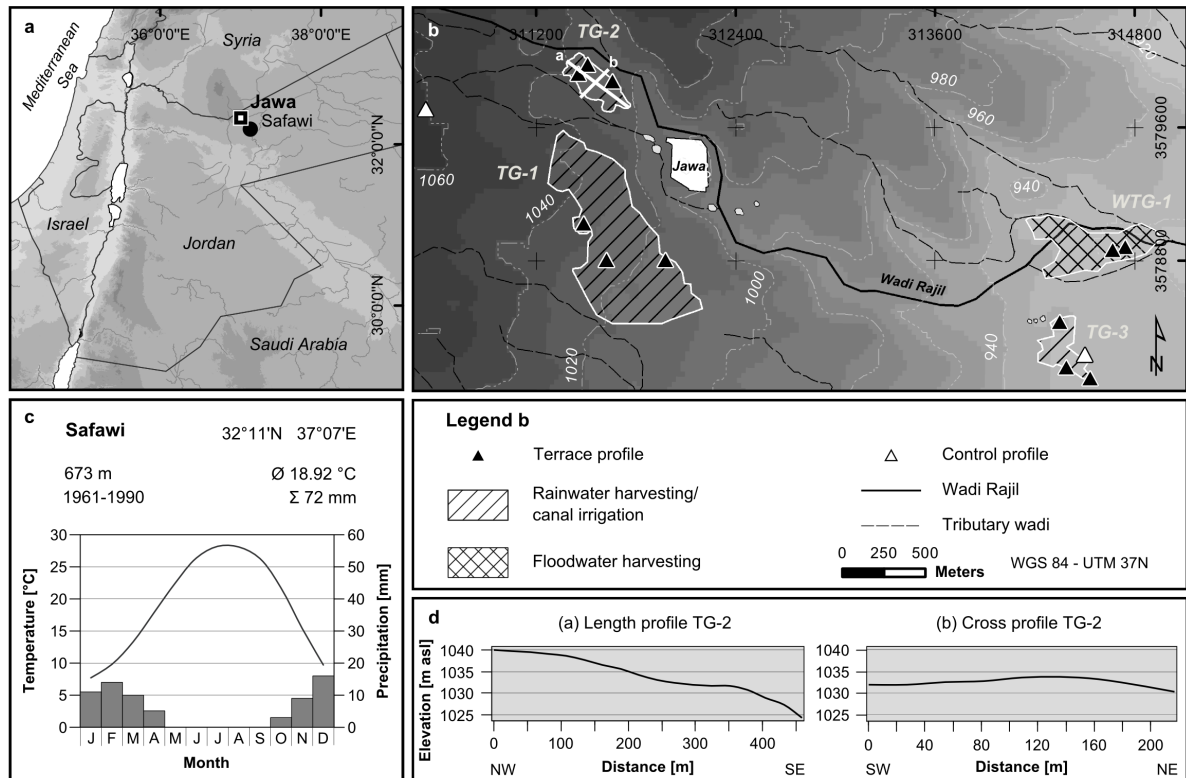 a
36°0'0"E
38°0'0"E
Mediterranean
Sea
Syria
Jawa
Safawi
32°0'0"N
Israel
Jordan
30°0'0"N
Saudi Arabia
b
311200
312400
313600
314800
TG-2
a
b
980
960
3579600
Jawa
1060
TG-1
1040
940
WTG-1
3578800
1000
Wadi Rajil
1020
940
TG-3
N
c
Safawi
32°11'N 37°07'E
673 m
Ø 18.92 °C
1961-1990
Σ 72 mm
30
25
20
15
10
5
0
60
50
40
30
20
10
0
Temperature [°C]
Precipitation [mm]
J F M A M J J A S O N D
Month
Legend b
Terrace profile
Control profile
Rainwater harvesting/
canal irrigation
Wadi Rajil
Tributary wadi
Floodwater harvesting
0 250 500
Meters
WGS 84 - UTM 37N
d
(a) Length profile TG-2
(b) Cross profile TG-2
Elevation [m asl]
1040
1035
1030
1025
0 100 200 300 400
NW Distance [m] SE
1040
1035
1030
1025
0 40 80 120 160 200
SW Distance [m] NE